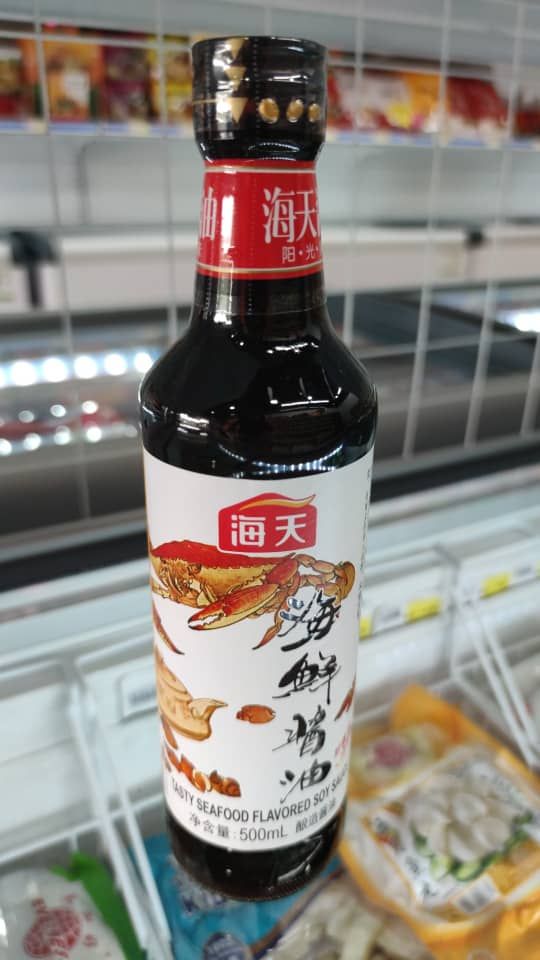 油 海天
阳·光·
海天
海鲜酱油
TASTY SEAFOOD FLAVORED SOY SAUCE
净含量: 500mL 酿造酱油